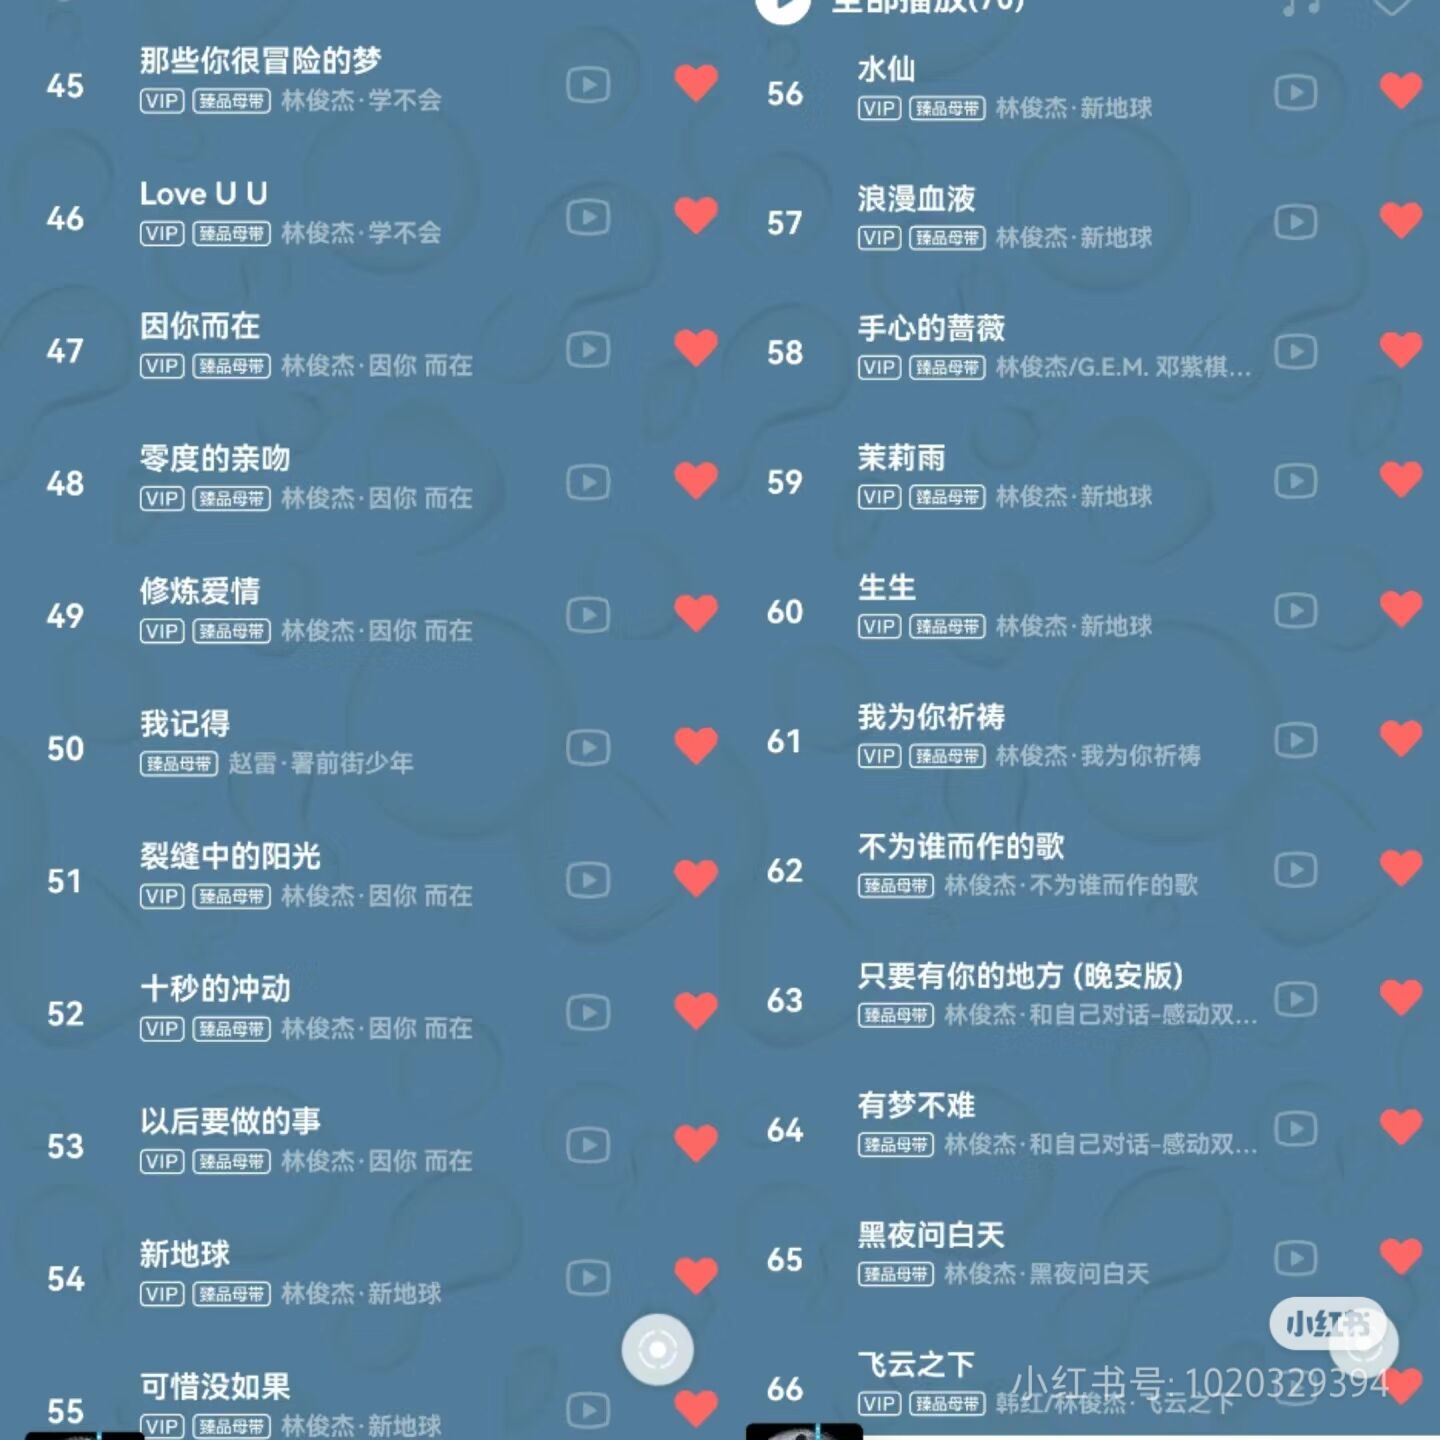 45
那些你很冒险的梦
VIP 臻品母带 林俊杰·学不会
46
Love U U
VIP 臻品母带 林俊杰·学不会
47
因你而在
VIP 臻品母带 林俊杰·因你 而在
48
零度的亲吻
VIP 臻品母带 林俊杰·因你 而在
49
修炼爱情
VIP 臻品母带 林俊杰·因你 而在
50
我记得
臻品母带 赵雷·署前街少年
51
裂缝中的阳光
VIP 臻品母带 林俊杰·因你 而在
52
十秒的冲动
VIP 臻品母带 林俊杰·因你 而在
53
以后要做的事
VIP 臻品母带 林俊杰·因你 而在
54
新地球
VIP 臻品母带 林俊杰·新地球
55
可惜没如果
VIP 臻品母带 林俊杰·新地球
全部播放(70)
56
水仙
VIP 臻品母带 林俊杰·新地球
57
浪漫血液
VIP 臻品母带 林俊杰·新地球
58
手心的蔷薇
VIP 臻品母带 林俊杰/G.E.M. 邓紫棋...
59
茉莉雨
VIP 臻品母带 林俊杰·新地球
60
生生
VIP 臻品母带 林俊杰·新地球
61
我为你祈祷
VIP 臻品母带 林俊杰·我为你祈祷
62
不为谁而作的歌
臻品母带 林俊杰·不为谁而作的歌
63
只要有你的地方 (晚安版)
臻品母带 林俊杰·和自己对话-感动双...
64
有梦不难
臻品母带 林俊杰·和自己对话-感动双...
65
黑夜问白天
臻品母带 林俊杰·黑夜问白天
小红书
66
飞云之下
VIP 臻品母带 韩红/林俊杰·飞云之下
小红书号: 1020329394